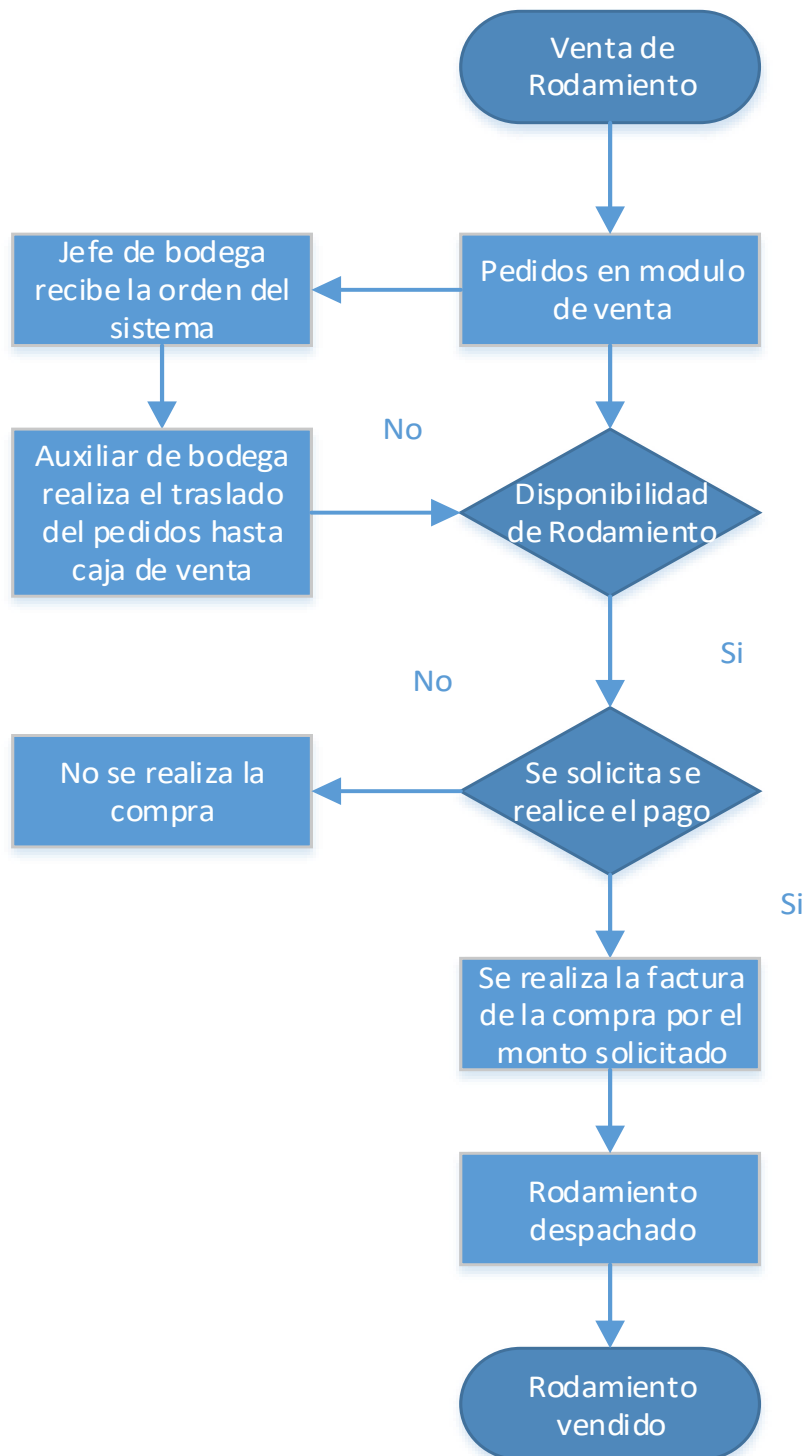 Venta de
Rodamiento
Jefe de bodega
recibe la orden del
sistema
Pedidos en modulo
de venta
No
Auxiliar de bodega
realiza el traslado
del pedidos hasta
caja de venta
Disponibilidad
de Rodamiento
Si
No
No se realiza la
compra
Se solicita se
realice el pago
Si
Se realiza la factura
de la compra por el
monto solicitado
Rodamiento
despachado
Rodamiento
vendido